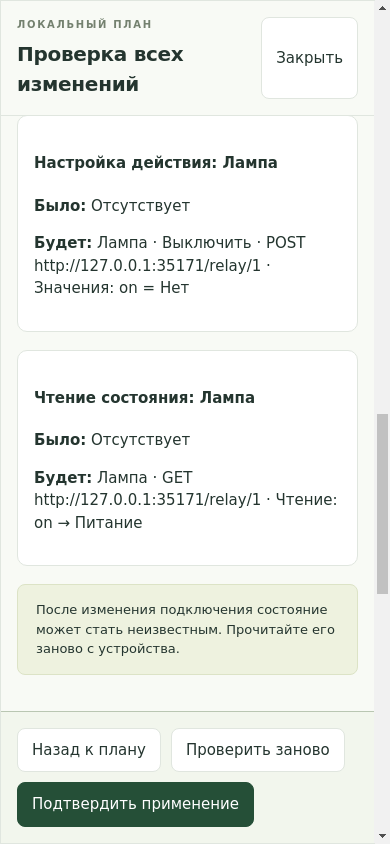 ЛОКАЛЬНЫЙ ПЛАН
Проверка всех
изменений
Закрыть
Настройка действия: Лампа
Было: Отсутствует
Будет: Лампа · Выключить · POST
http://127.0.0.1:35171/relay/1 ·
Значения: on = Нет
Чтение состояния: Лампа
Было: Отсутствует
Будет: Лампа · GET
http://127.0.0.1:35171/relay/1 · Чтение:
on → Питание
После изменения подключения состояние
может стать неизвестным. Прочитайте его
заново с устройства.
Назад к плану
Проверить заново
Подтвердить применение